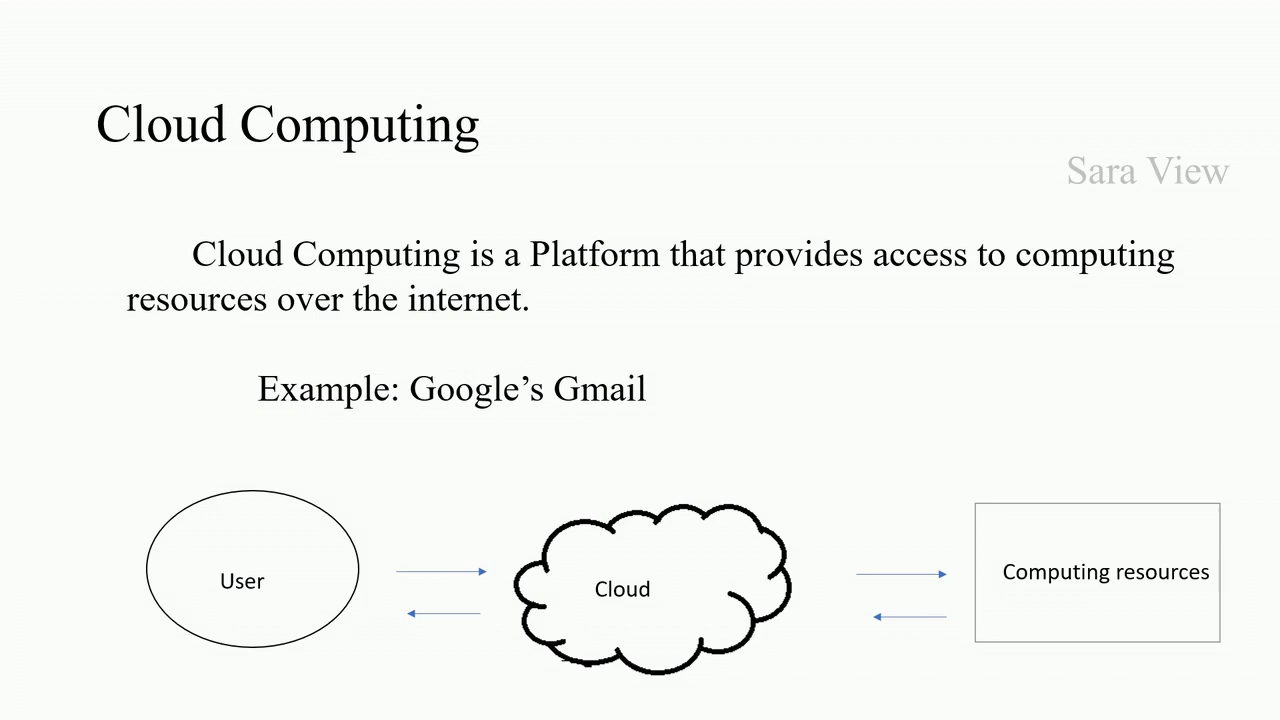 Cloud Computing
Sara View
Cloud Computing is a Platform that provides access to computing
resources over the internet.
Example: Google’s Gmail
User
Cloud
Computing resources